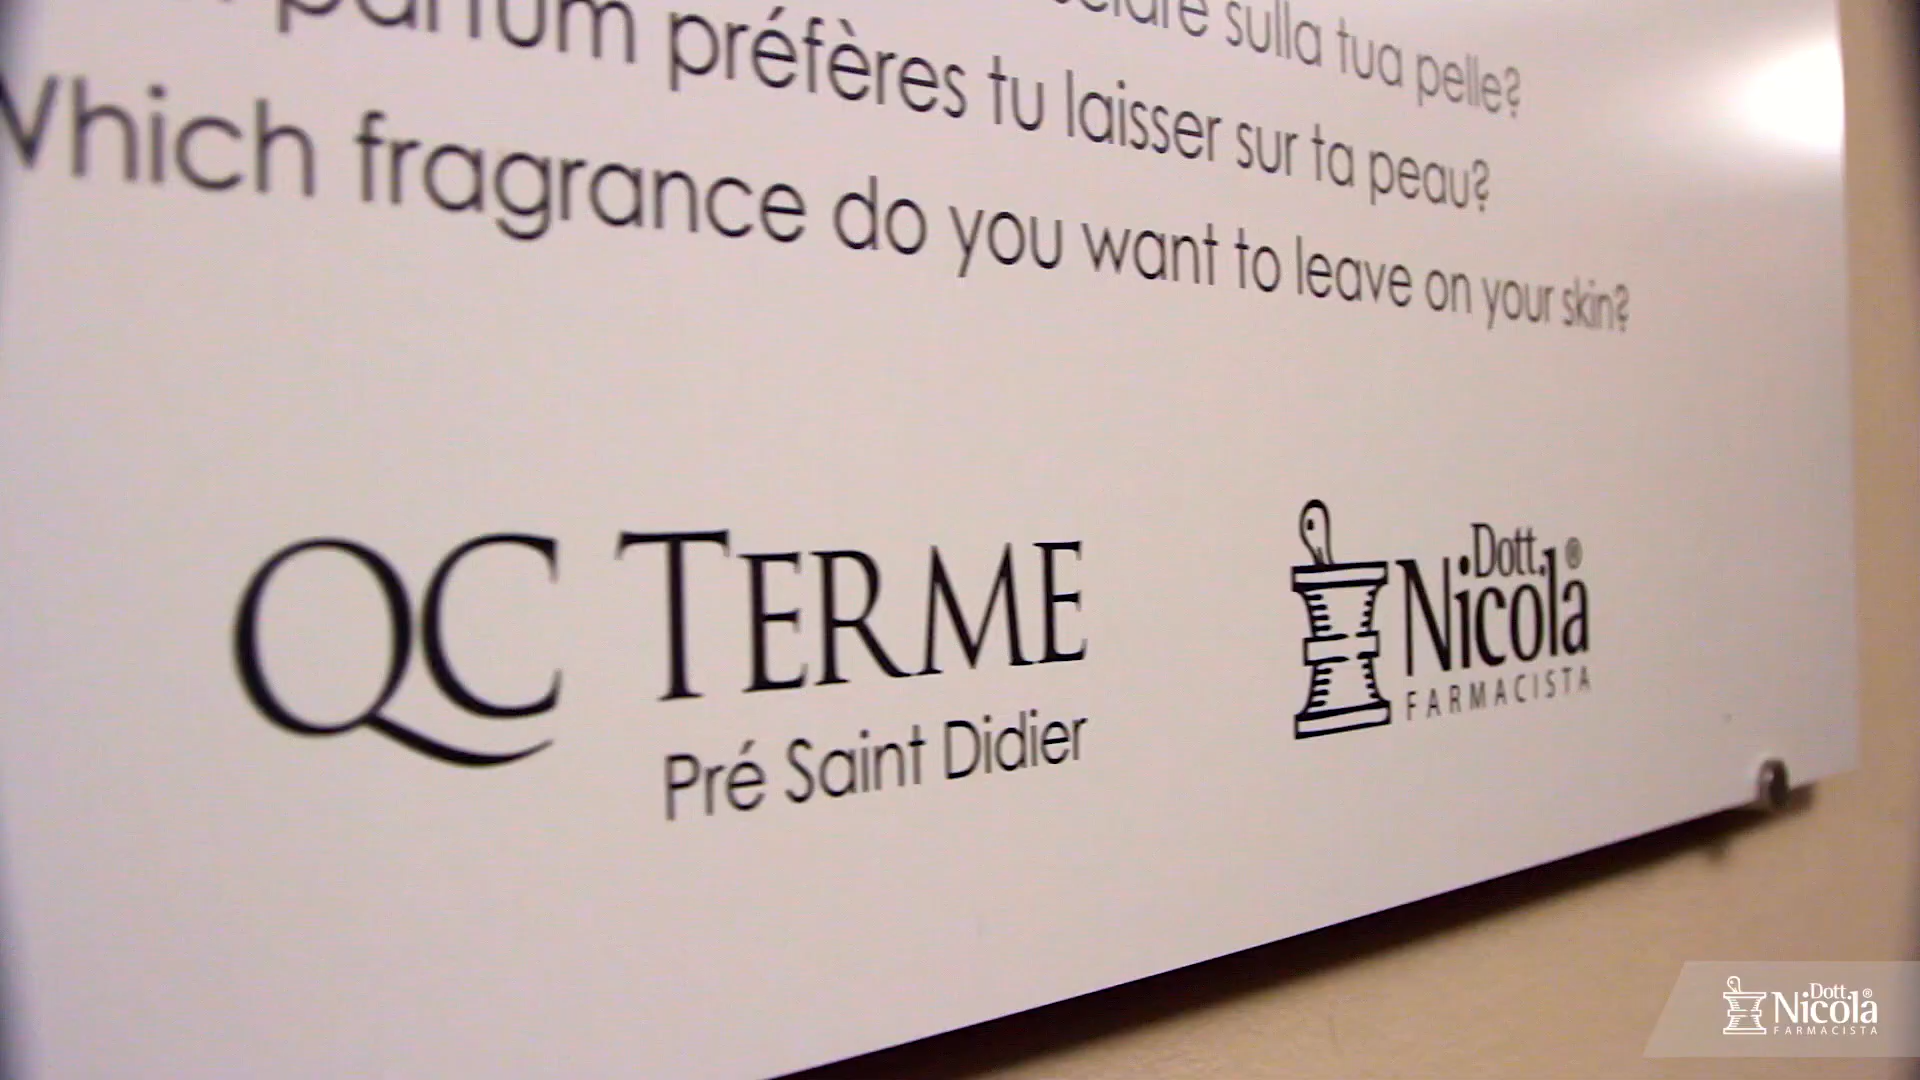 sulla tua pelle?
parfum préfères tu laisser sur ta peau?
Which fragrance do you want to leave on your skin?
QC TERME
Pré Saint Didier
Dott.
Nicola®
FARMACISTA
Dott.
Nicola®
FARMACISTA